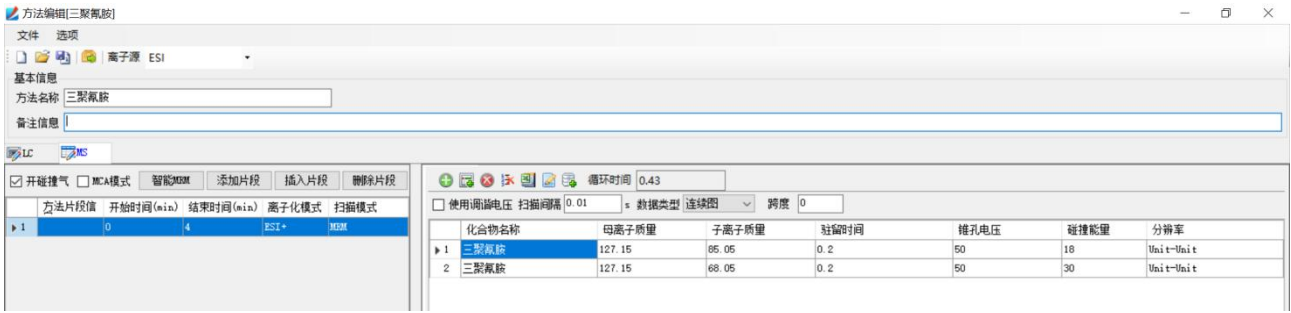 方法编辑[三聚氰胺]
文件 选项
离子源 ESI
基本信息
方法名称 三聚氰胺
备注信息
LC MS
开碰撞气 MCA模式 智能MRM 添加片段 插入片段 删除片段
方法片段信 开始时间(min) 结束时间(min) 离子化模式 扫描模式
1 0 4 ESI+ MRM
循环时间 0.43
使用调谐电压 扫描间隔 0.01 s 数据类型 连续图 跨度 0
化合物名称 母离子质量 子离子质量 驻留时间 锥孔电压 碰撞能量 分辨率
1 三聚氰胺 127.15 85.05 0.2 50 18 Unit-Unit
2 三聚氰胺 127.15 68.05 0.2 50 30 Unit-Unit